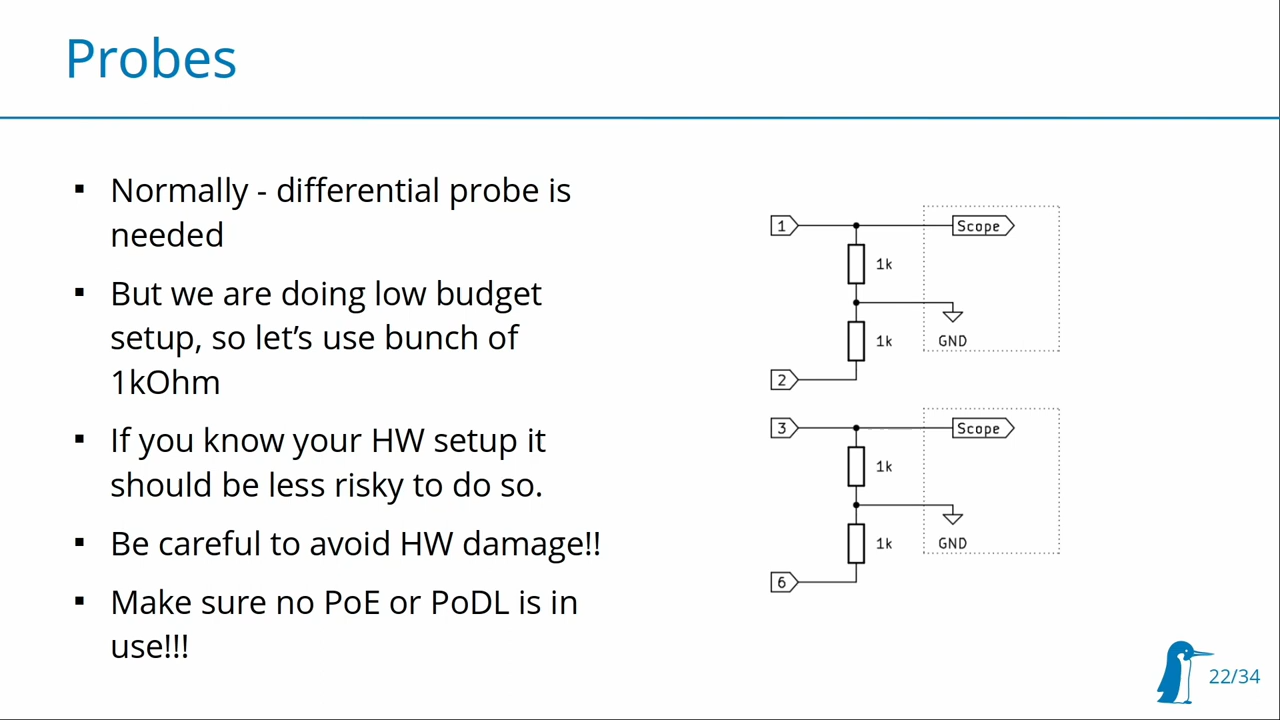 Probes
▪ Normally - differential probe is
needed
▪ But we are doing low budget
setup, so let’s use bunch of
1kOhm
▪ If you know your HW setup it
should be less risky to do so.
▪ Be careful to avoid HW damage!!
▪ Make sure no PoE or PoDL is in
use!!!
1
Scope
1k
1k
GND
2
3
Scope
1k
1k
GND
6
22/34